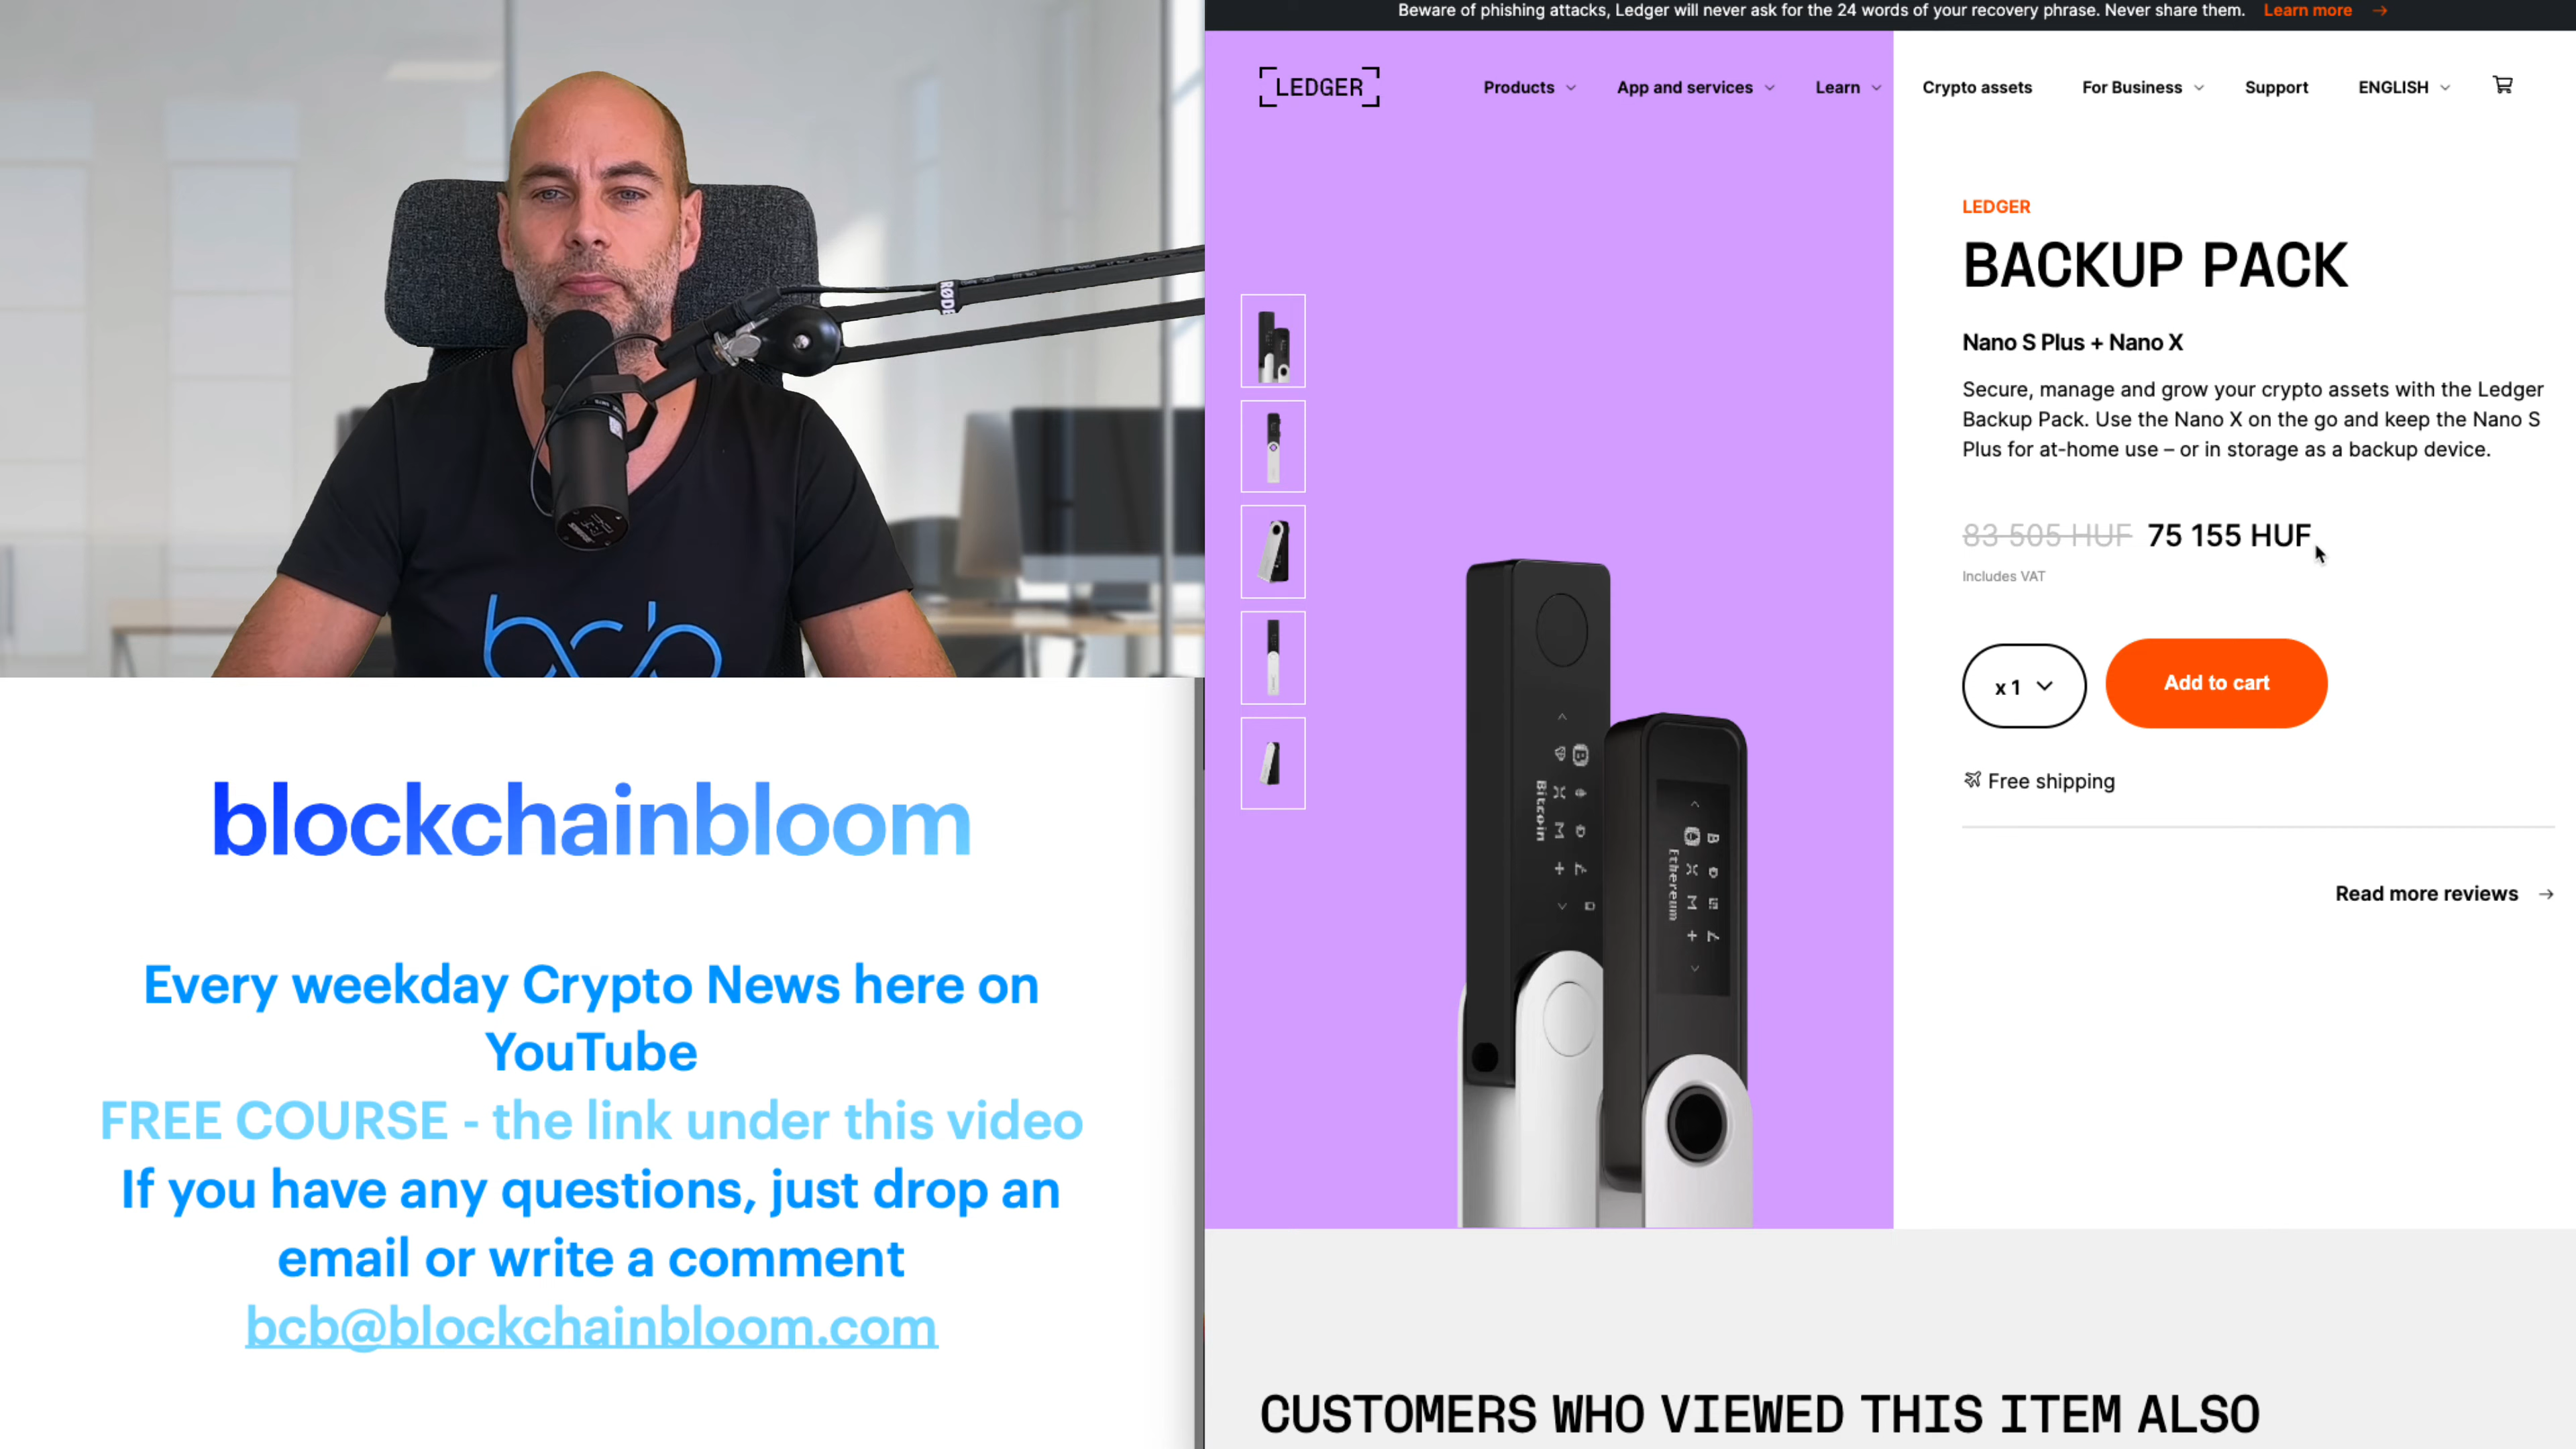 Beware of phishing attacks, Ledger will never ask for the 24 words of your recovery phrase. Never share them. Learn more →
LEDGER
Products
App and services
Learn
Crypto assets
For Business
Support
ENGLISH
RØDE
bcb
LEDGER
BACKUP PACK
Nano S Plus + Nano X
Secure, manage and grow your crypto assets with the Ledger
Backup Pack. Use the Nano X on the go and keep the Nano S
Plus for at-home use – or in storage as a backup device.
83 505 HUF 75 155 HUF
Includes VAT
x 1
Add to cart
Free shipping
Read more reviews →
Bitcoin
Ethereum
CUSTOMERS WHO VIEWED THIS ITEM ALSO
blockchainbloom
Every weekday Crypto News here on
YouTube
FREE COURSE - the link under this video
If you have any questions, just drop an
email or write a comment
bcb@blockchainbloom.com